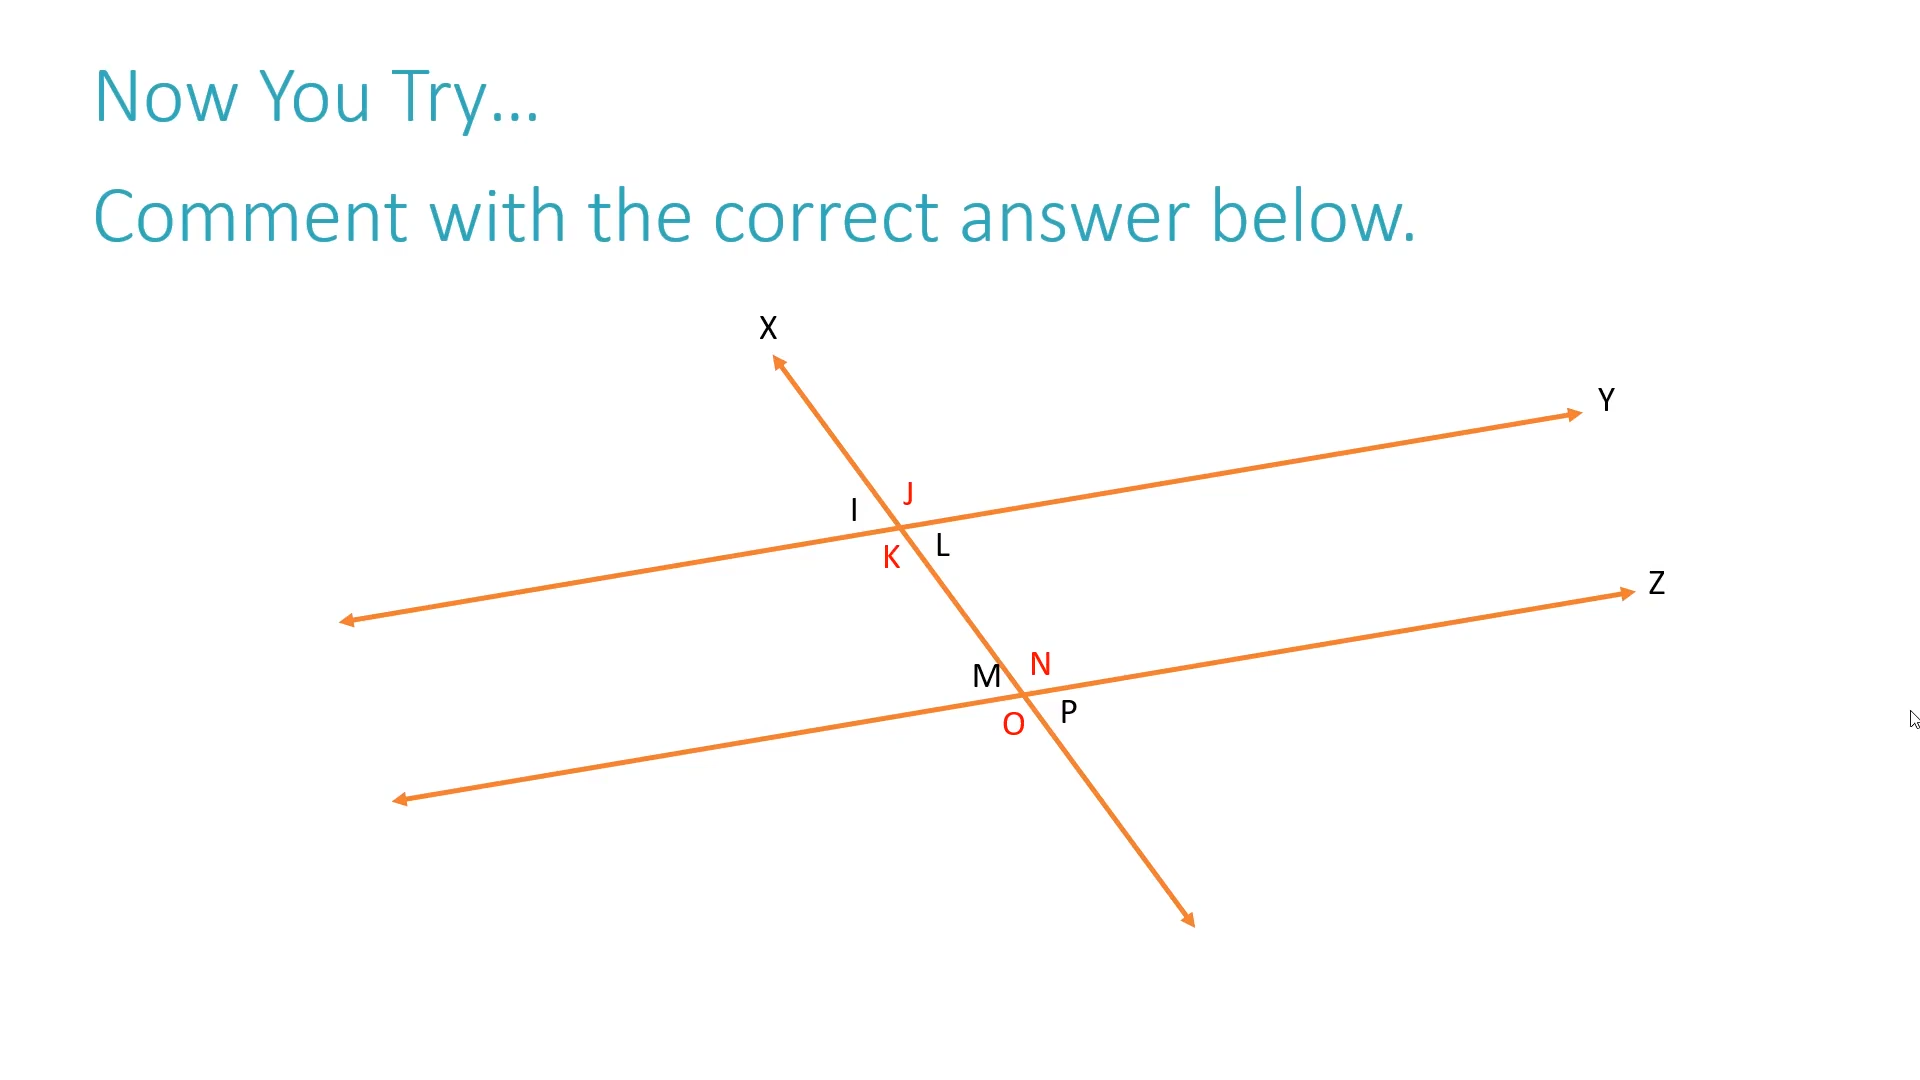 Now You Try...
Comment with the correct answer below.
X
Y
J
I
L
K
Z
N
M
P
O